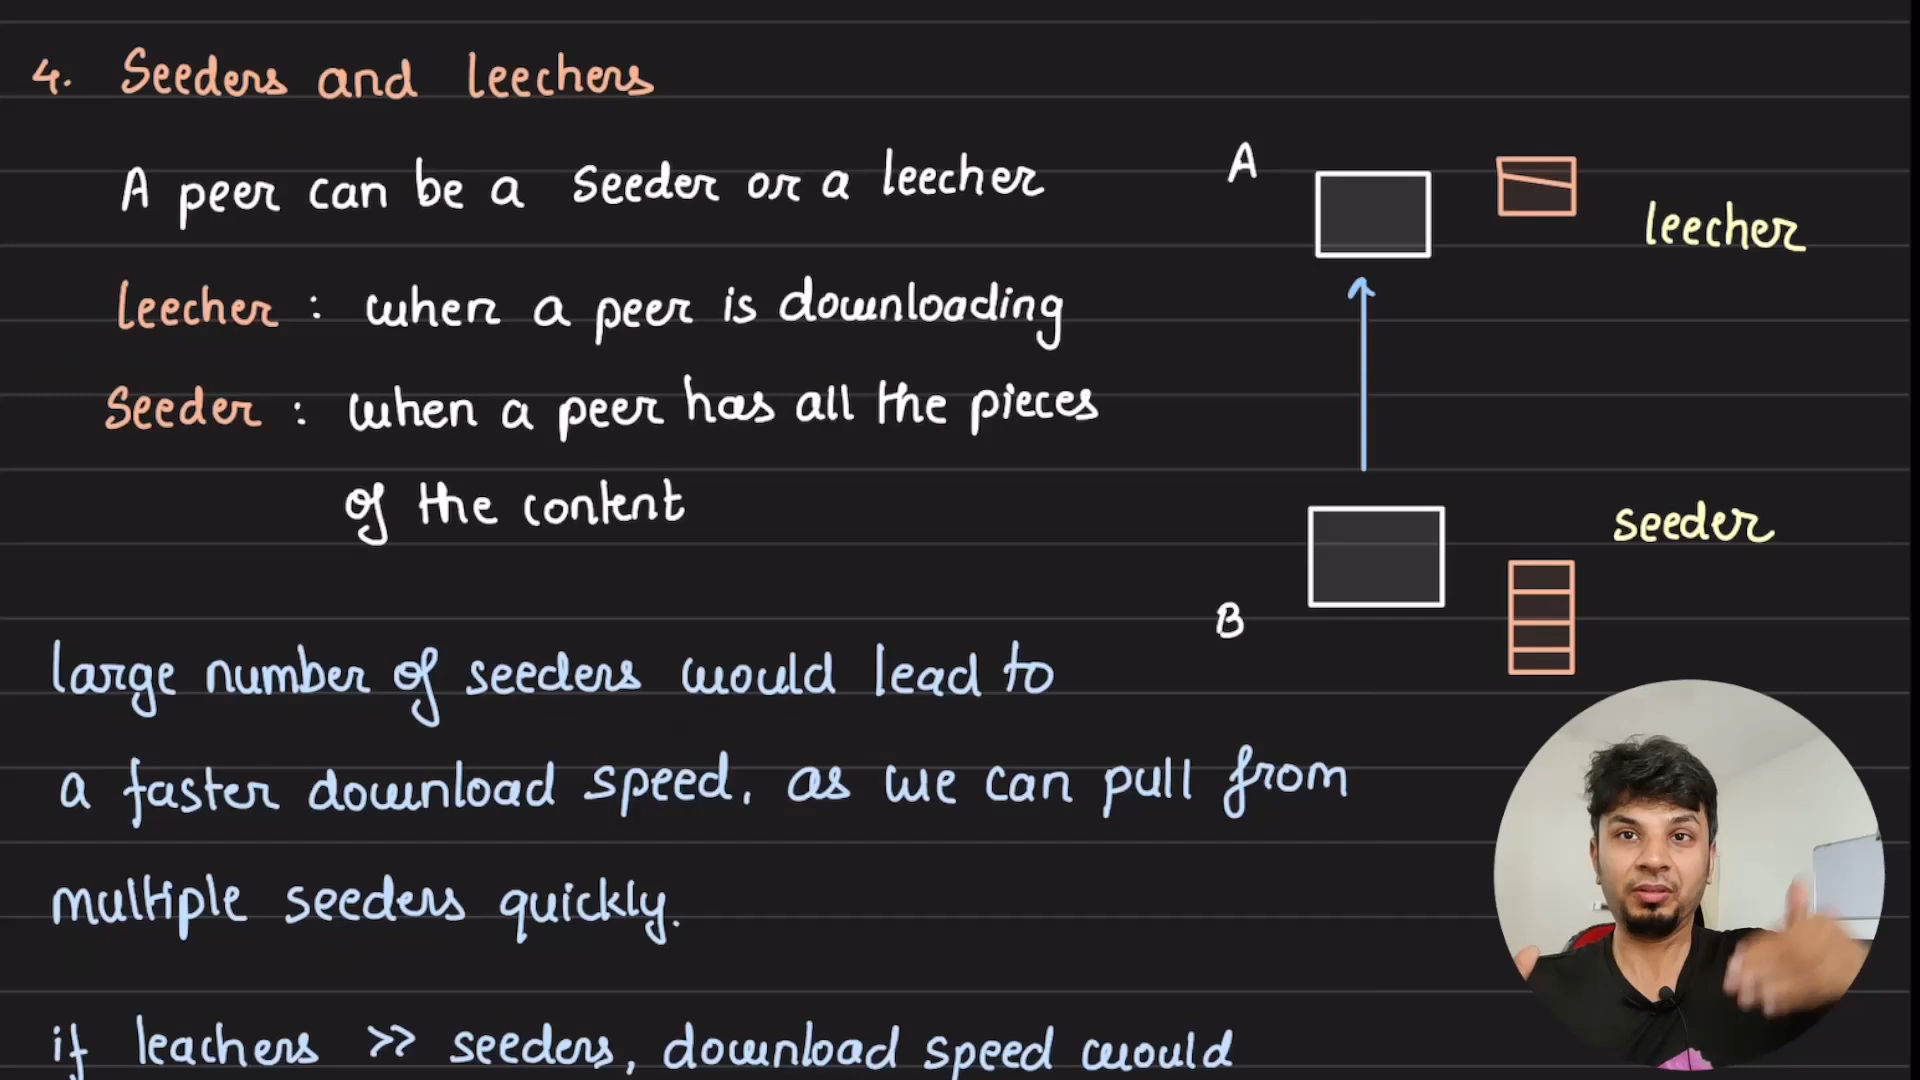 4. Seeders and leechers
A peer can be a seeder or a leecher
leecher : when a peer is downloading
Seeder : when a peer has all the pieces
of the content
A
leecher
seeder
B
large number of seeders would lead to
a faster download speed, as we can pull from
multiple seeders quickly.
if leachers >> seeders, download speed would